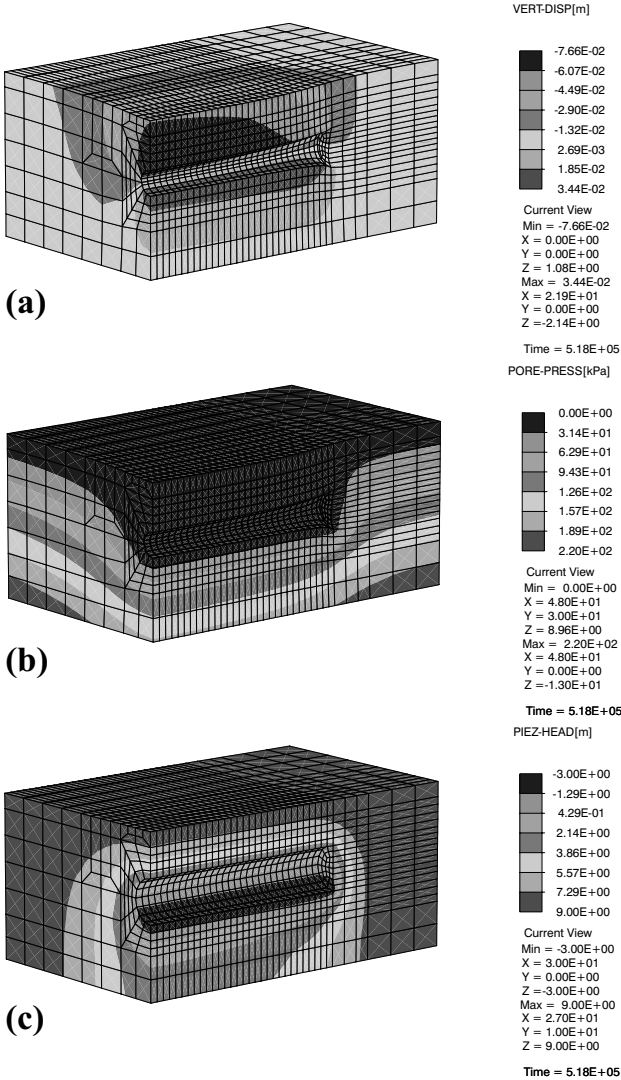 VERT-DISP[m]
-7.66E-02
-6.07E-02
-4.49E-02
-2.90E-02
-1.32E-02
2.69E-03
1.85E-02
3.44E-02
Current View
Min = -7.66E-02
X = 0.00E+00
Y = 0.00E+00
Z = 1.08E+00
Max = 3.44E-02
X = 2.19E+01
Y = 0.00E+00
Z = -2.14E+00
Time = 5.18E+05
(a)
PORE-PRESS[kPa]
0.00E+00
3.14E+01
6.29E+01
9.43E+01
1.26E+02
1.57E+02
1.89E+02
2.20E+02
Current View
Min = 0.00E+00
X = 4.80E+01
Y = 3.00E+01
Z = 8.96E+00
Max = 2.20E+02
X = 4.80E+01
Y = 0.00E+00
Z =-1.30E+01
Time = 5.18E+05
(b)
PIEZ-HEAD[m]
-3.00E+00
-1.29E+00
4.29E-01
2.14E+00
3.86E+00
5.57E+00
7.29E+00
9.00E+00
Current View
Min = -3.00E+00
X = 3.00E+01
Y = 0.00E+00
Z =-3.00E+00
Max = 9.00E+00
X = 2.70E+01
Y = 1.00E+01
Z = 9.00E+00
Time = 5.18E+05
(c)